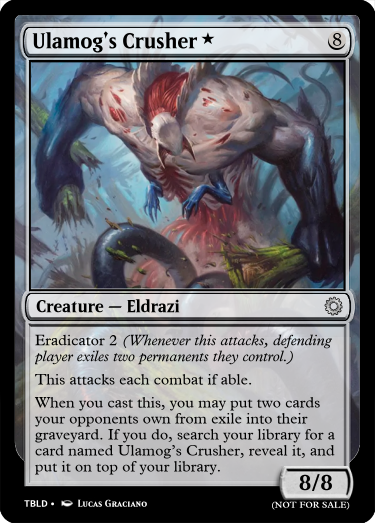 Ulamog's Crusher ★ 8
Creature — Eldrazi
Eradicator 2 (Whenever this attacks, defending
player exiles two permanents they control.)
This attacks each combat if able.
When you cast this, you may put two cards
your opponents own from exile into their
graveyard. If you do, search your library for a
card named Ulamog's Crusher, reveal it, and
put it on top of your library.
8/8
TBLD • Lucas Graciano
(NOT FOR SALE)